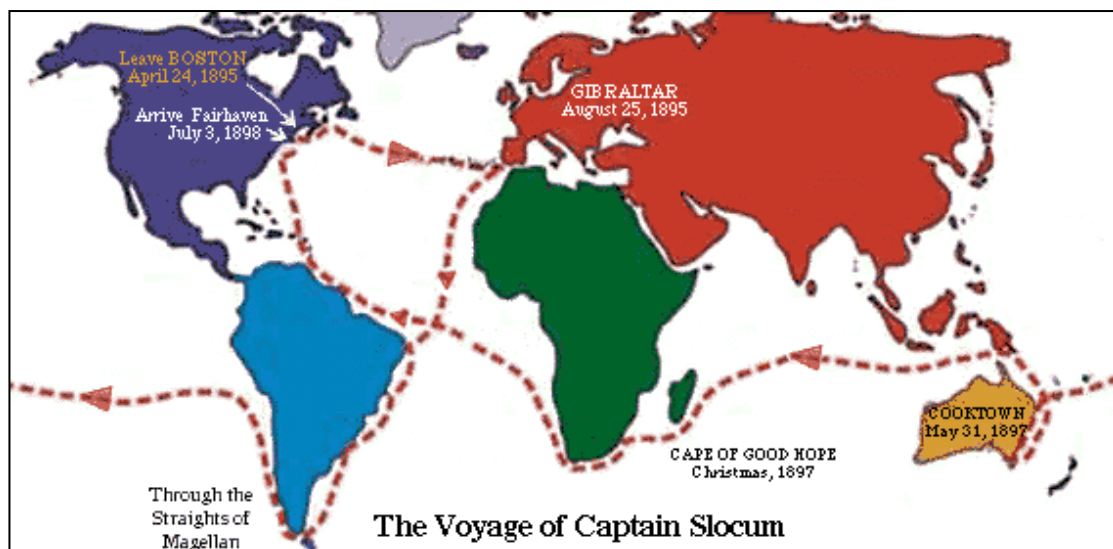 Leave BOSTON
April 24, 1895
Arrive Fairhaven
July 3, 1898
GIBRALTAR
August 25, 1895
COOKTOWN
May 31, 1897
CAPE OF GOOD HOPE
Christmas, 1897
Through the
Straights of
Magellan
The Voyage of Captain Slocum